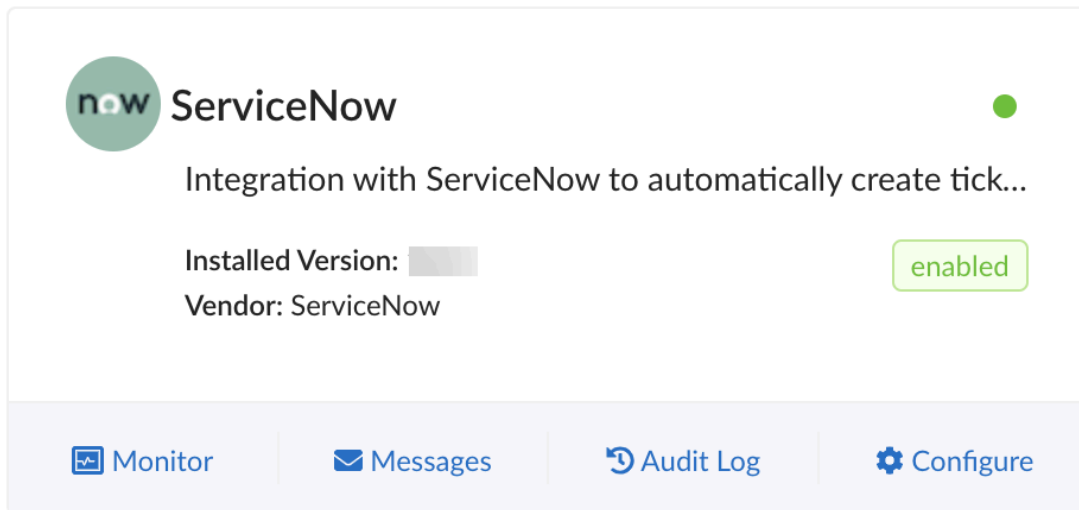 now ServiceNow
Integration with ServiceNow to automatically create tick...
Installed Version:
enabled
Vendor: ServiceNow
Monitor Messages Audit Log Configure